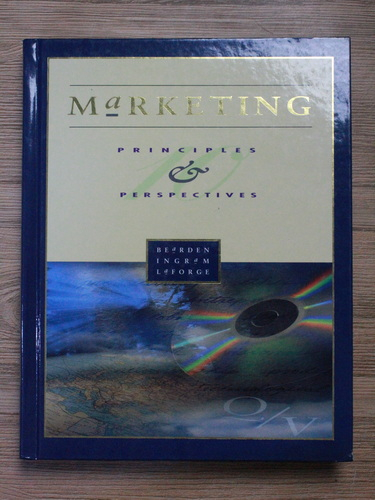 MaRKETING
PRINCIPLES
&
PERSPECTIVES
BEaRDEN
INGRaM
LaFORGE